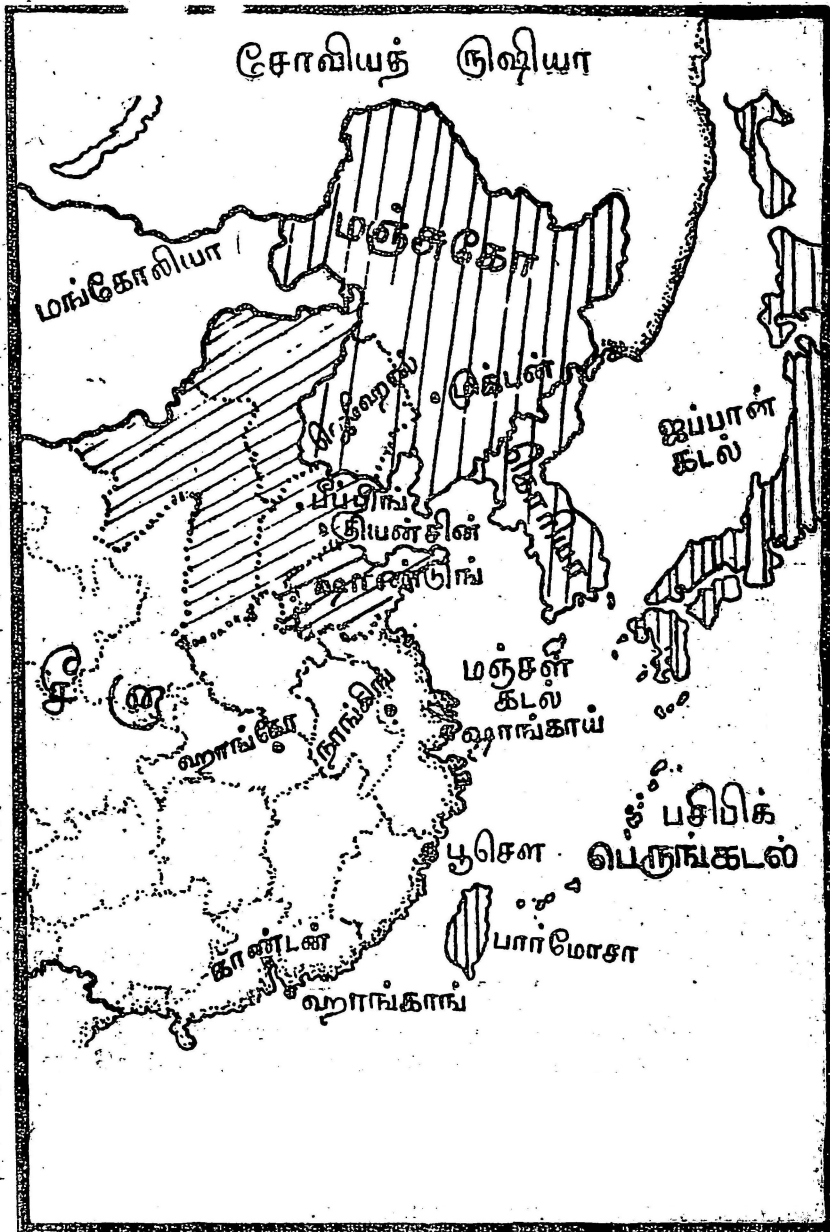 சோவியத் ருஷியா
மஞ்சுகோ
மங்கோலியா
ஜெஹோல்
முக்டன்
ஜப்பான்
கடல்
கொரியா
பீப்பிங்
தியன்சின்
ஷாண்டுங்
சீன
மஞ்சள்
கடல்
ஷாங்காய்
நாங்கிங்
ஹாங்கோ
பசிபிக்
பெருங்கடல்
பூசௌ
பார்மோசா
காண்டன்
ஹாங்காங்